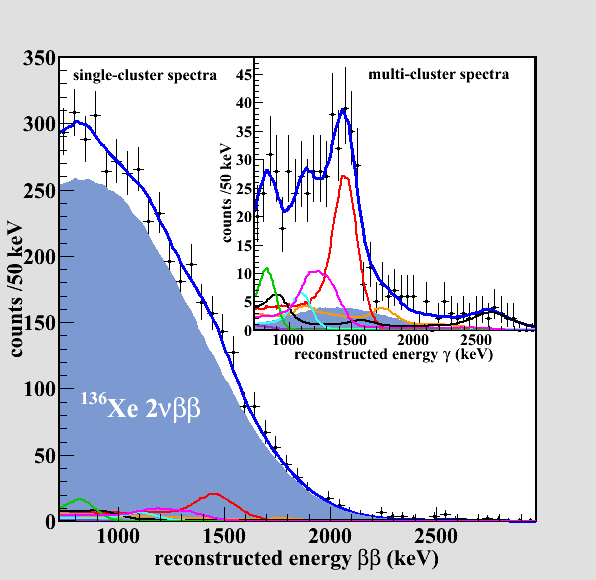 350
300
250
200
150
100
50
0
counts /50 keV
single-cluster spectra
¹³⁶Xe 2νββ
1000 1500 2000 2500
reconstructed energy ββ (keV)
multi-cluster spectra
45
40
35
30
25
20
15
10
5
0
counts /50 keV
1000 1500 2000 2500
reconstructed energy γ (keV)